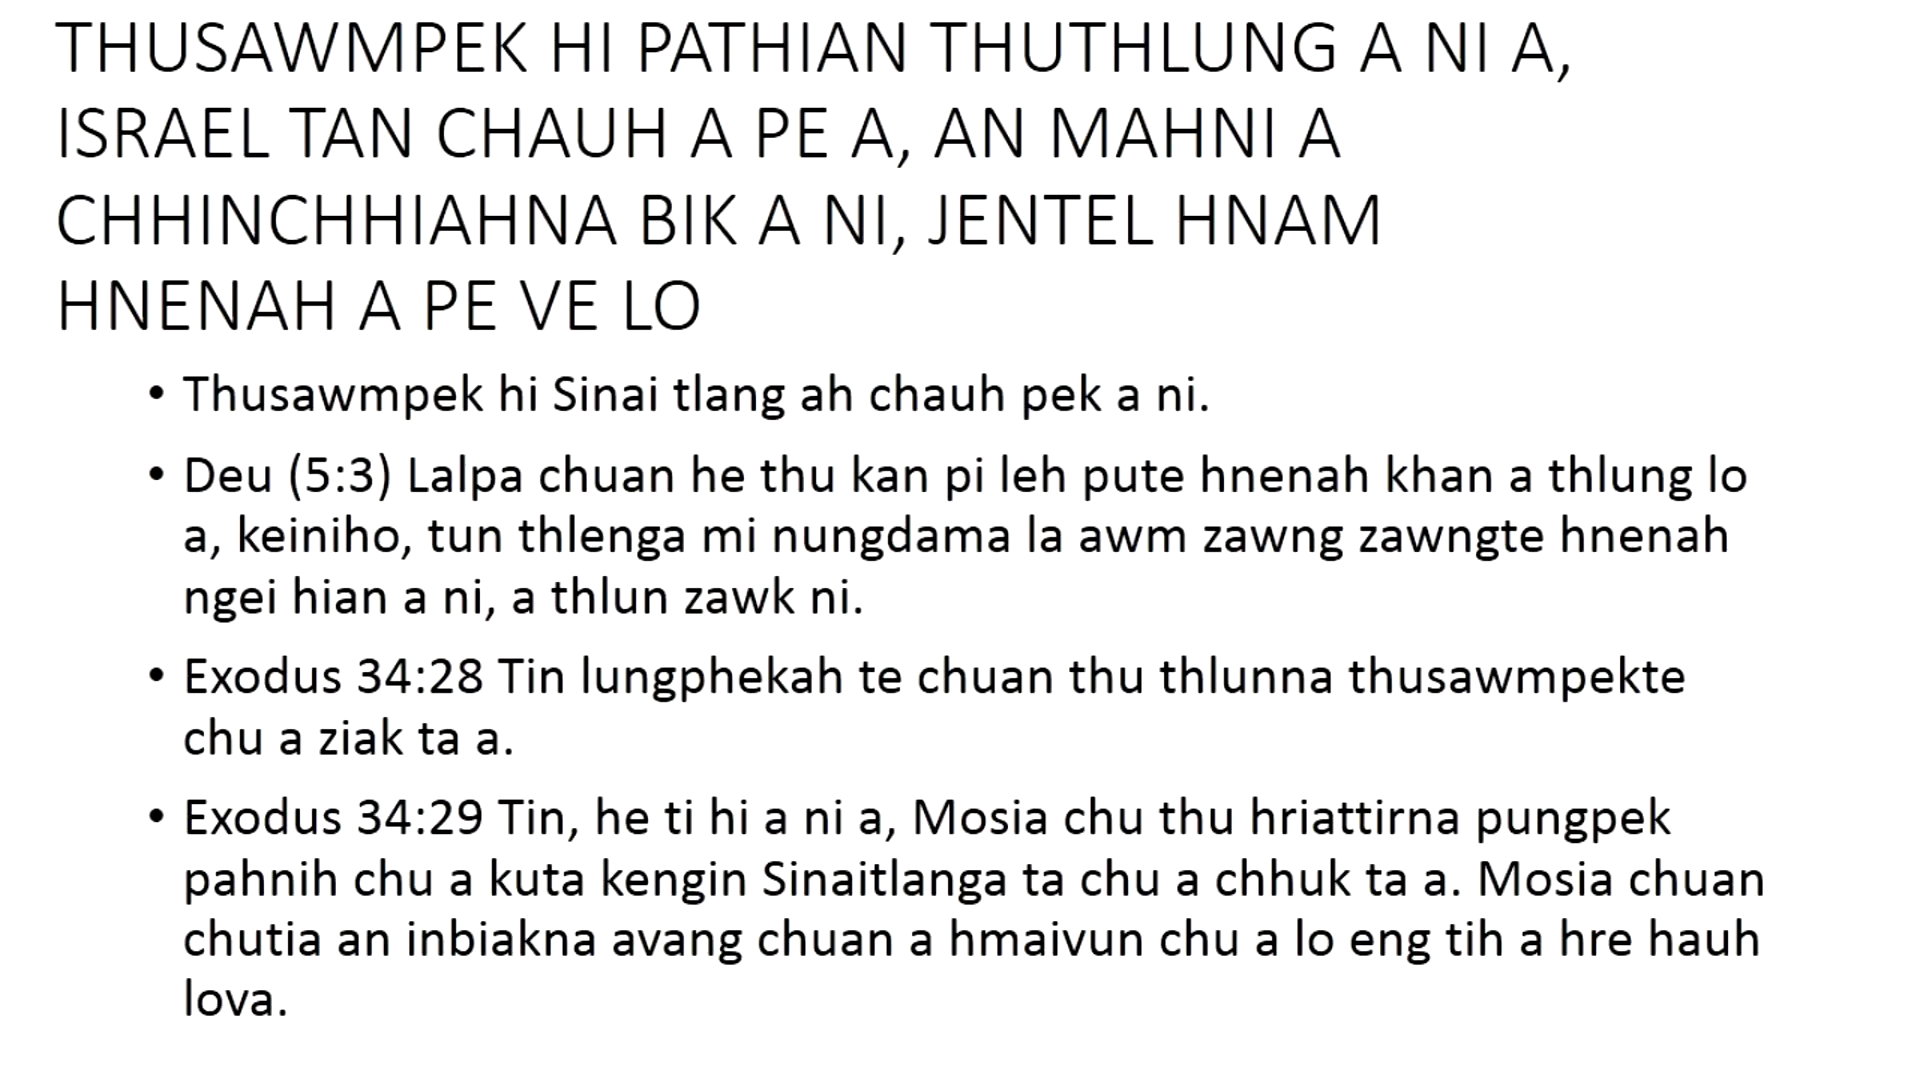 THUSAWMPEK HI PATHIAN THUTHLUNG A NI A,
ISRAEL TAN CHAUH A PE A, AN MAHNI A
CHHINCHHIAHNA BIK A NI, JENTEL HNAM
HNENAH A PE VE LO
• Thusawmpek hi Sinai tlang ah chauh pek a ni.
• Deu (5:3) Lalpa chuan he thu kan pi leh pute hnenah khan a thlung lo
a, keiniho, tun thlenga mi nungdama la awm zawng zawngte hnenah
ngei hian a ni, a thlun zawk ni.
• Exodus 34:28 Tin lungphekah te chuan thu thlunna thusawmpekte
chu a ziak ta a.
• Exodus 34:29 Tin, he ti hi a ni a, Mosia chu thu hriattirna pungpek
pahnih chu a kuta kengin Sinaitlanga ta chu a chhuk ta a. Mosia chuan
chutia an inbiakna avang chuan a hmaivun chu a lo eng tih a hre hauh
lova.